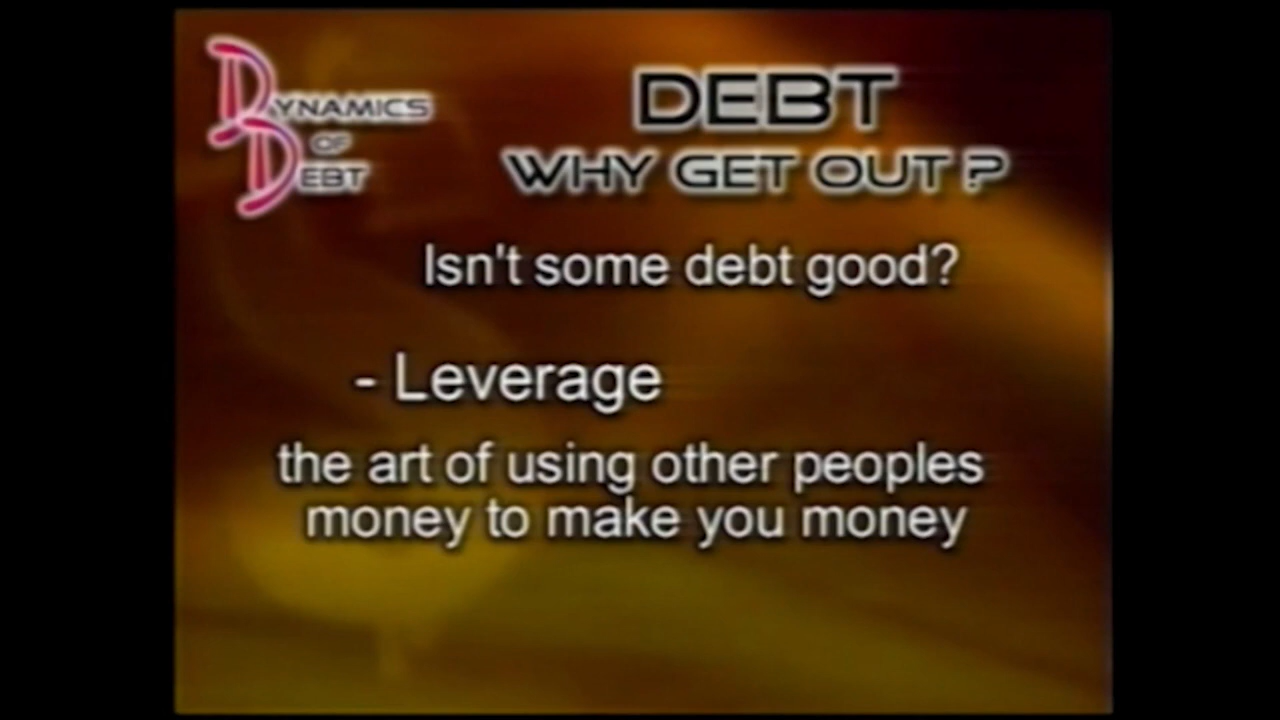 DYNAMICS
OF
DEBT
DEBT
WHY GET OUT ?
Isn't some debt good?
- Leverage
the art of using other peoples
money to make you money